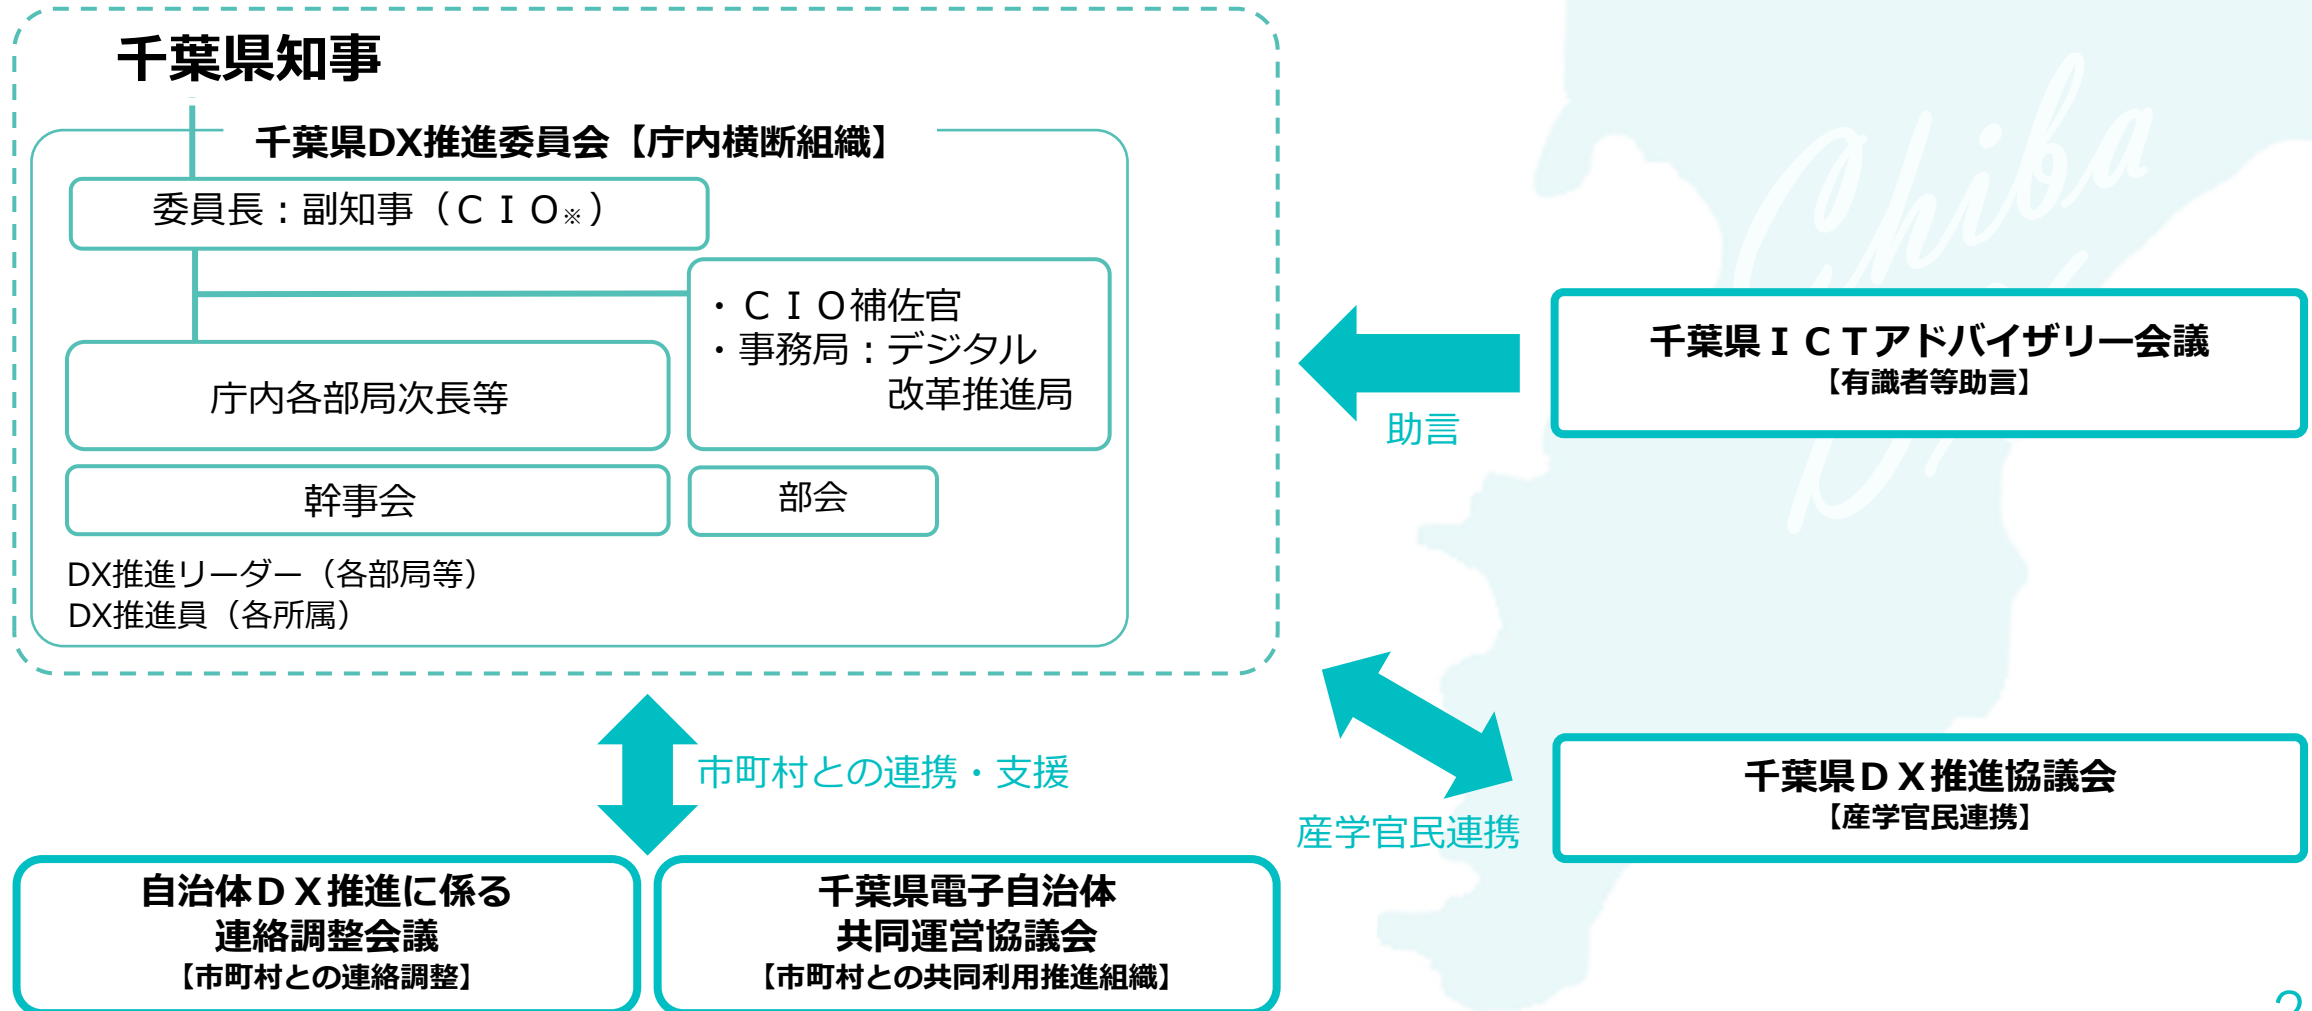 千葉県知事
千葉県DX推進委員会【庁内横断組織】
委員長：副知事（ＣＩＯ※）
・ＣＩＯ補佐官
・事務局：デジタル
改革推進局
庁内各部局次長等
幹事会
部会
DX推進リーダー（各部局等）
DX推進員（各所属）
千葉県ＩＣＴアドバイザリー会議
【有識者等助言】
助言
市町村との連携・支援
産学官民連携
千葉県ＤＸ推進協議会
【産学官民連携】
自治体ＤＸ推進に係る
連絡調整会議
【市町村との連絡調整】
千葉県電子自治体
共同運営協議会
【市町村との共同利用推進組織】
Chiba